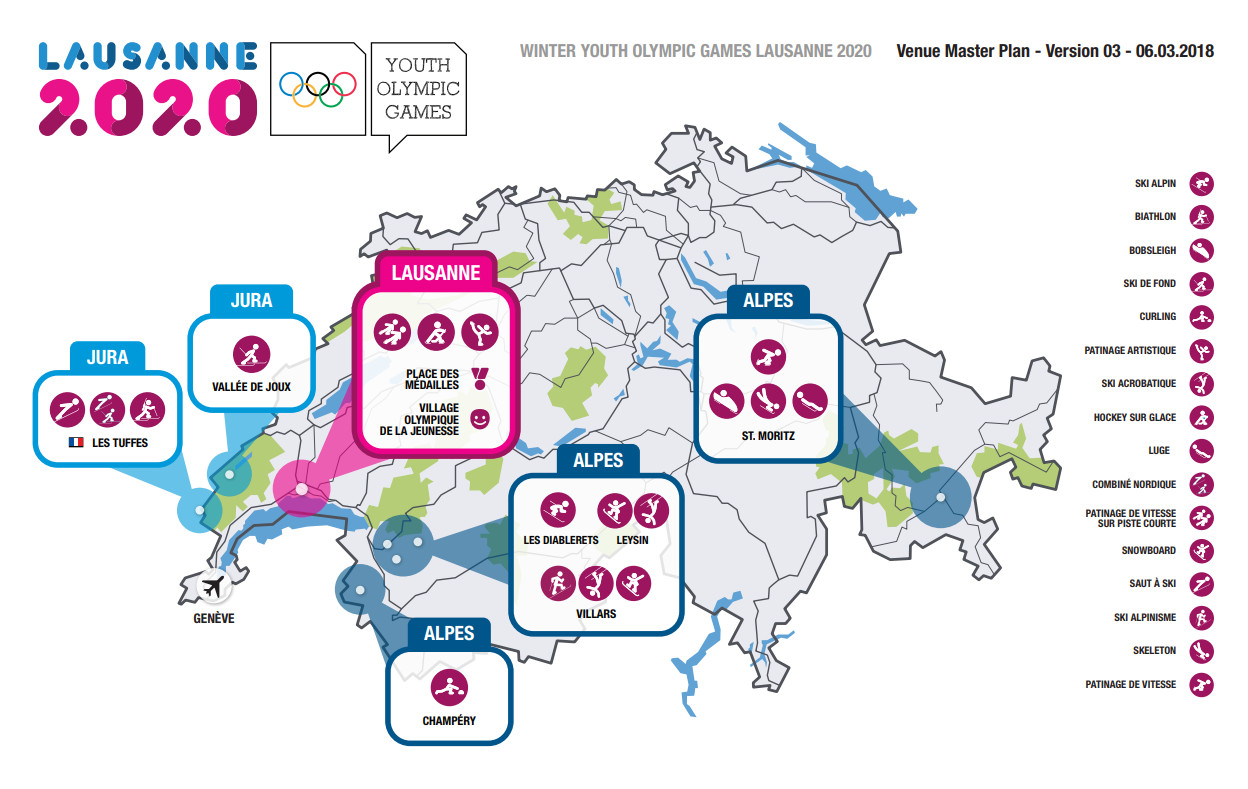 LAUSANNE
2020
YOUTH
OLYMPIC
GAMES
WINTER YOUTH OLYMPIC GAMES LAUSANNE 2020 Venue Master Plan - Version 03 - 06.03.2018
JURA
LES TUFFES
JURA
VALLÉE DE JOUX
LAUSANNE
PLACE DES
MÉDAILLES
VILLAGE
OLYMPIQUE
DE LA JEUNESSE
ALPES
ST. MORITZ
ALPES
LES DIABLERETS LEYSIN
VILLARS
ALPES
CHAMPÉRY
GENÈVE
SKI ALPIN
BIATHLON
BOBSLEIGH
SKI DE FOND
CURLING
PATINAGE ARTISTIQUE
SKI ACROBATIQUE
HOCKEY SUR GLACE
LUGE
COMBINÉ NORDIQUE
PATINAGE DE VITESSE
SUR PISTE COURTE
SNOWBOARD
SAUT À SKI
SKI ALPINISME
SKELETON
PATINAGE DE VITESSE